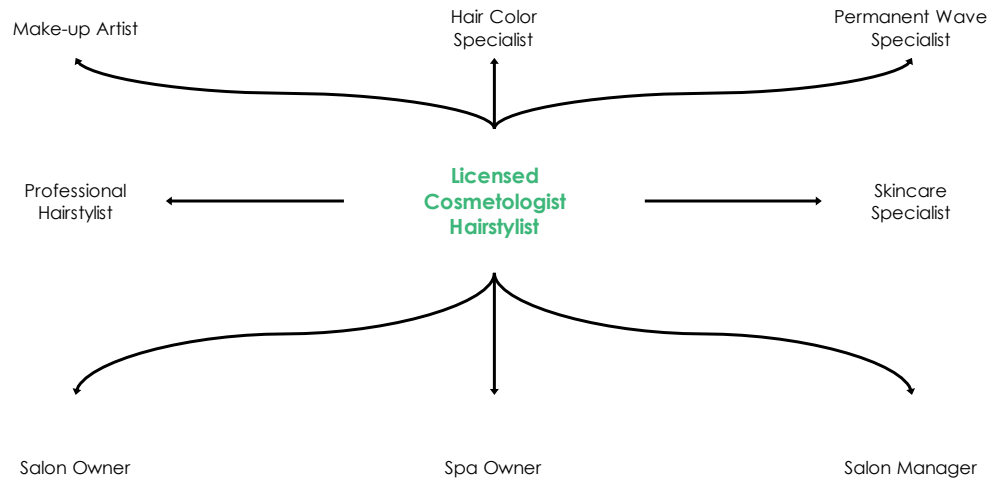 Make-up Artist
Hair Color
Specialist
Permanent Wave
Specialist
Professional
Hairstylist
Licensed
Cosmetologist
Hairstylist
Skincare
Specialist
Salon Owner
Spa Owner
Salon Manager